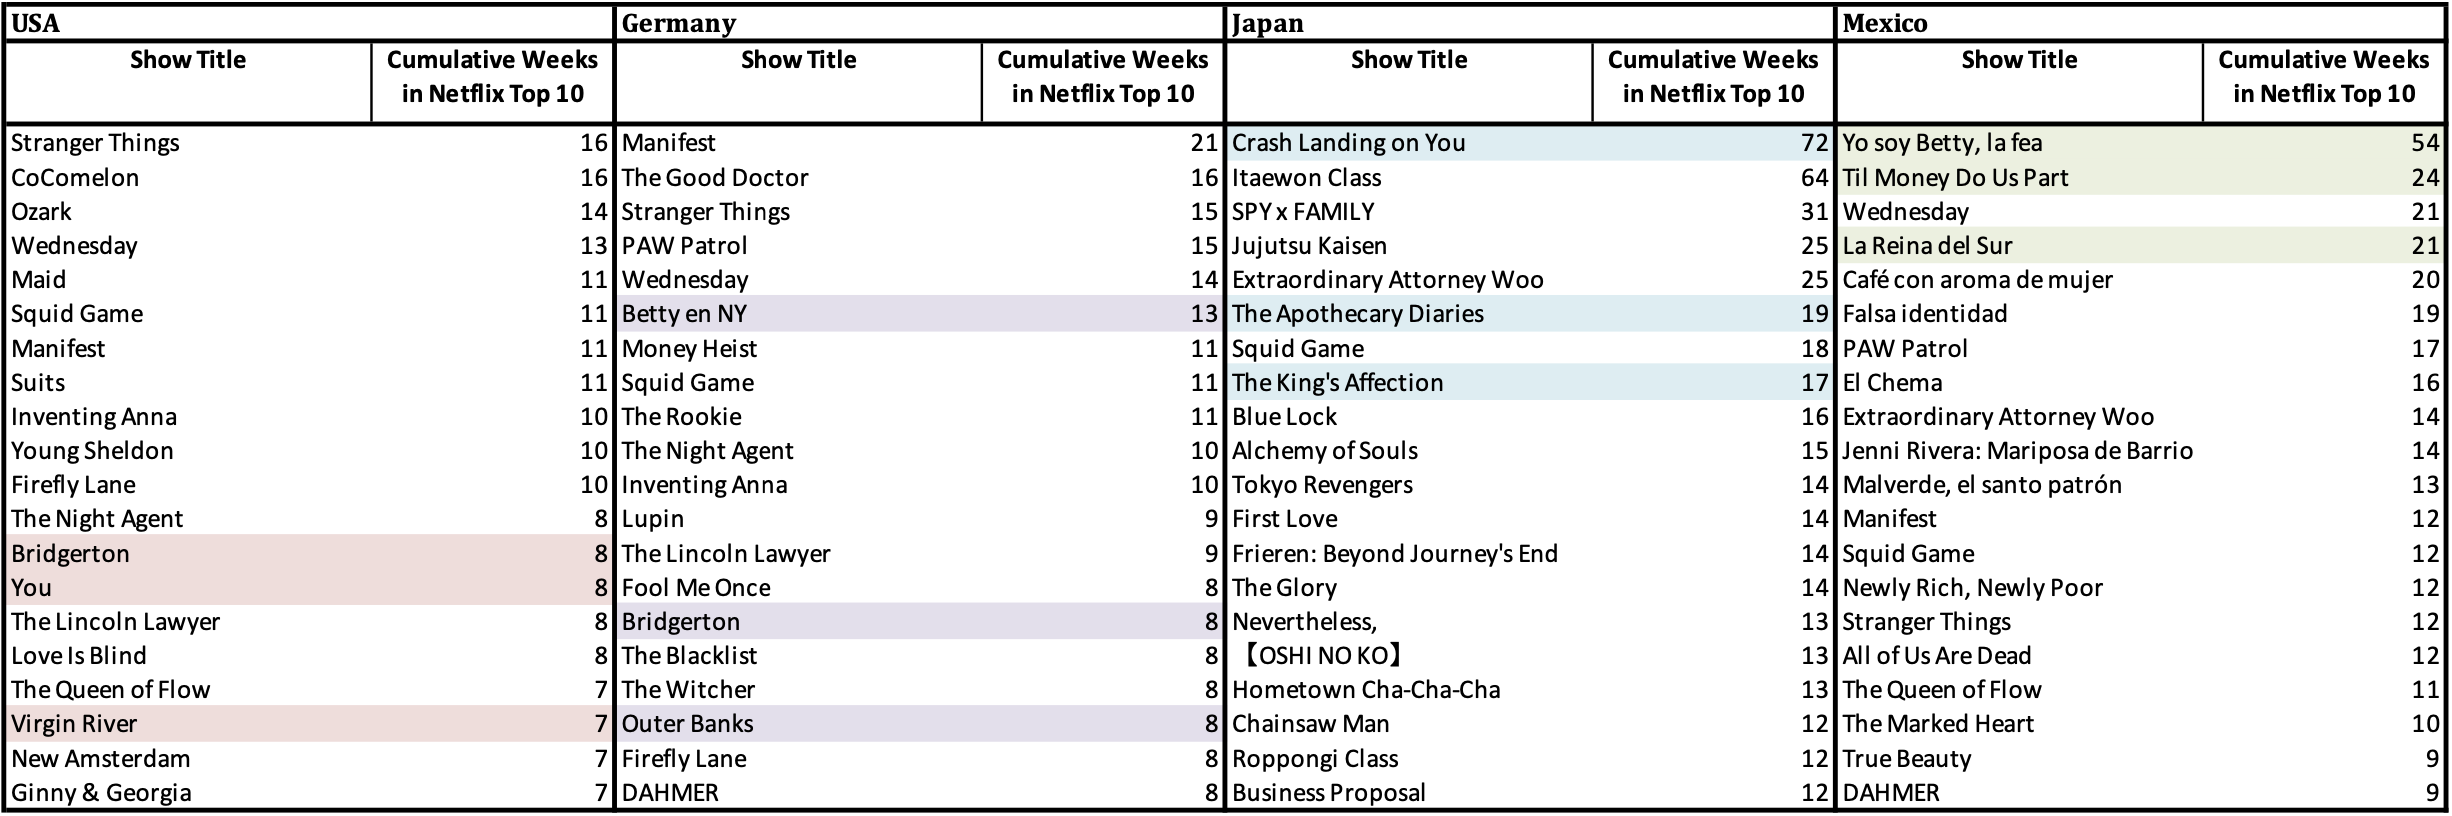 USA Germany Japan Mexico
Show Title Cumulative Weeks Show Title Cumulative Weeks Show Title Cumulative Weeks Show Title Cumulative Weeks
in Netflix Top 10 in Netflix Top 10 in Netflix Top 10 in Netflix Top 10
Stranger Things 16 Manifest 21 Crash Landing on You 72 Yo soy Betty, la fea 54
CoComelon 16 The Good Doctor 16 Itaewon Class 64 Til Money Do Us Part 24
Ozark 14 Stranger Things 15 SPY x FAMILY 31 Wednesday 21
Wednesday 13 PAW Patrol 15 Jujutsu Kaisen 25 La Reina del Sur 21
Maid 11 Wednesday 14 Extraordinary Attorney Woo 25 Café con aroma de mujer 20
Squid Game 11 Betty en NY 13 The Apothecary Diaries 19 Falsa identidad 19
Manifest 11 Money Heist 11 Squid Game 18 PAW Patrol 17
Suits 11 Squid Game 11 The King's Affection 17 El Chema 16
Inventing Anna 10 The Rookie 11 Blue Lock 16 Extraordinary Attorney Woo 14
Young Sheldon 10 The Night Agent 10 Alchemy of Souls 15 Jenni Rivera: Mariposa de Barrio 14
Firefly Lane 10 Inventing Anna 10 Tokyo Revengers 14 Malverde, el santo patrón 13
The Night Agent 8 Lupin 9 First Love 14 Manifest 12
Bridgerton 8 The Lincoln Lawyer 9 Frieren: Beyond Journey's End 14 Squid Game 12
You 8 Fool Me Once 8 The Glory 14 Newly Rich, Newly Poor 12
The Lincoln Lawyer 8 Bridgerton 8 Nevertheless, 13 Stranger Things 12
Love Is Blind 8 The Blacklist 8 【OSHI NO KO】 13 All of Us Are Dead 12
The Queen of Flow 7 The Witcher 8 Hometown Cha-Cha-Cha 13 The Queen of Flow 11
Virgin River 7 Outer Banks 8 Chainsaw Man 12 The Marked Heart 10
New Amsterdam 7 Firefly Lane 8 Roppongi Class 12 True Beauty 9
Ginny & Georgia 7 DAHMER 8 Business Proposal 12 DAHMER 9